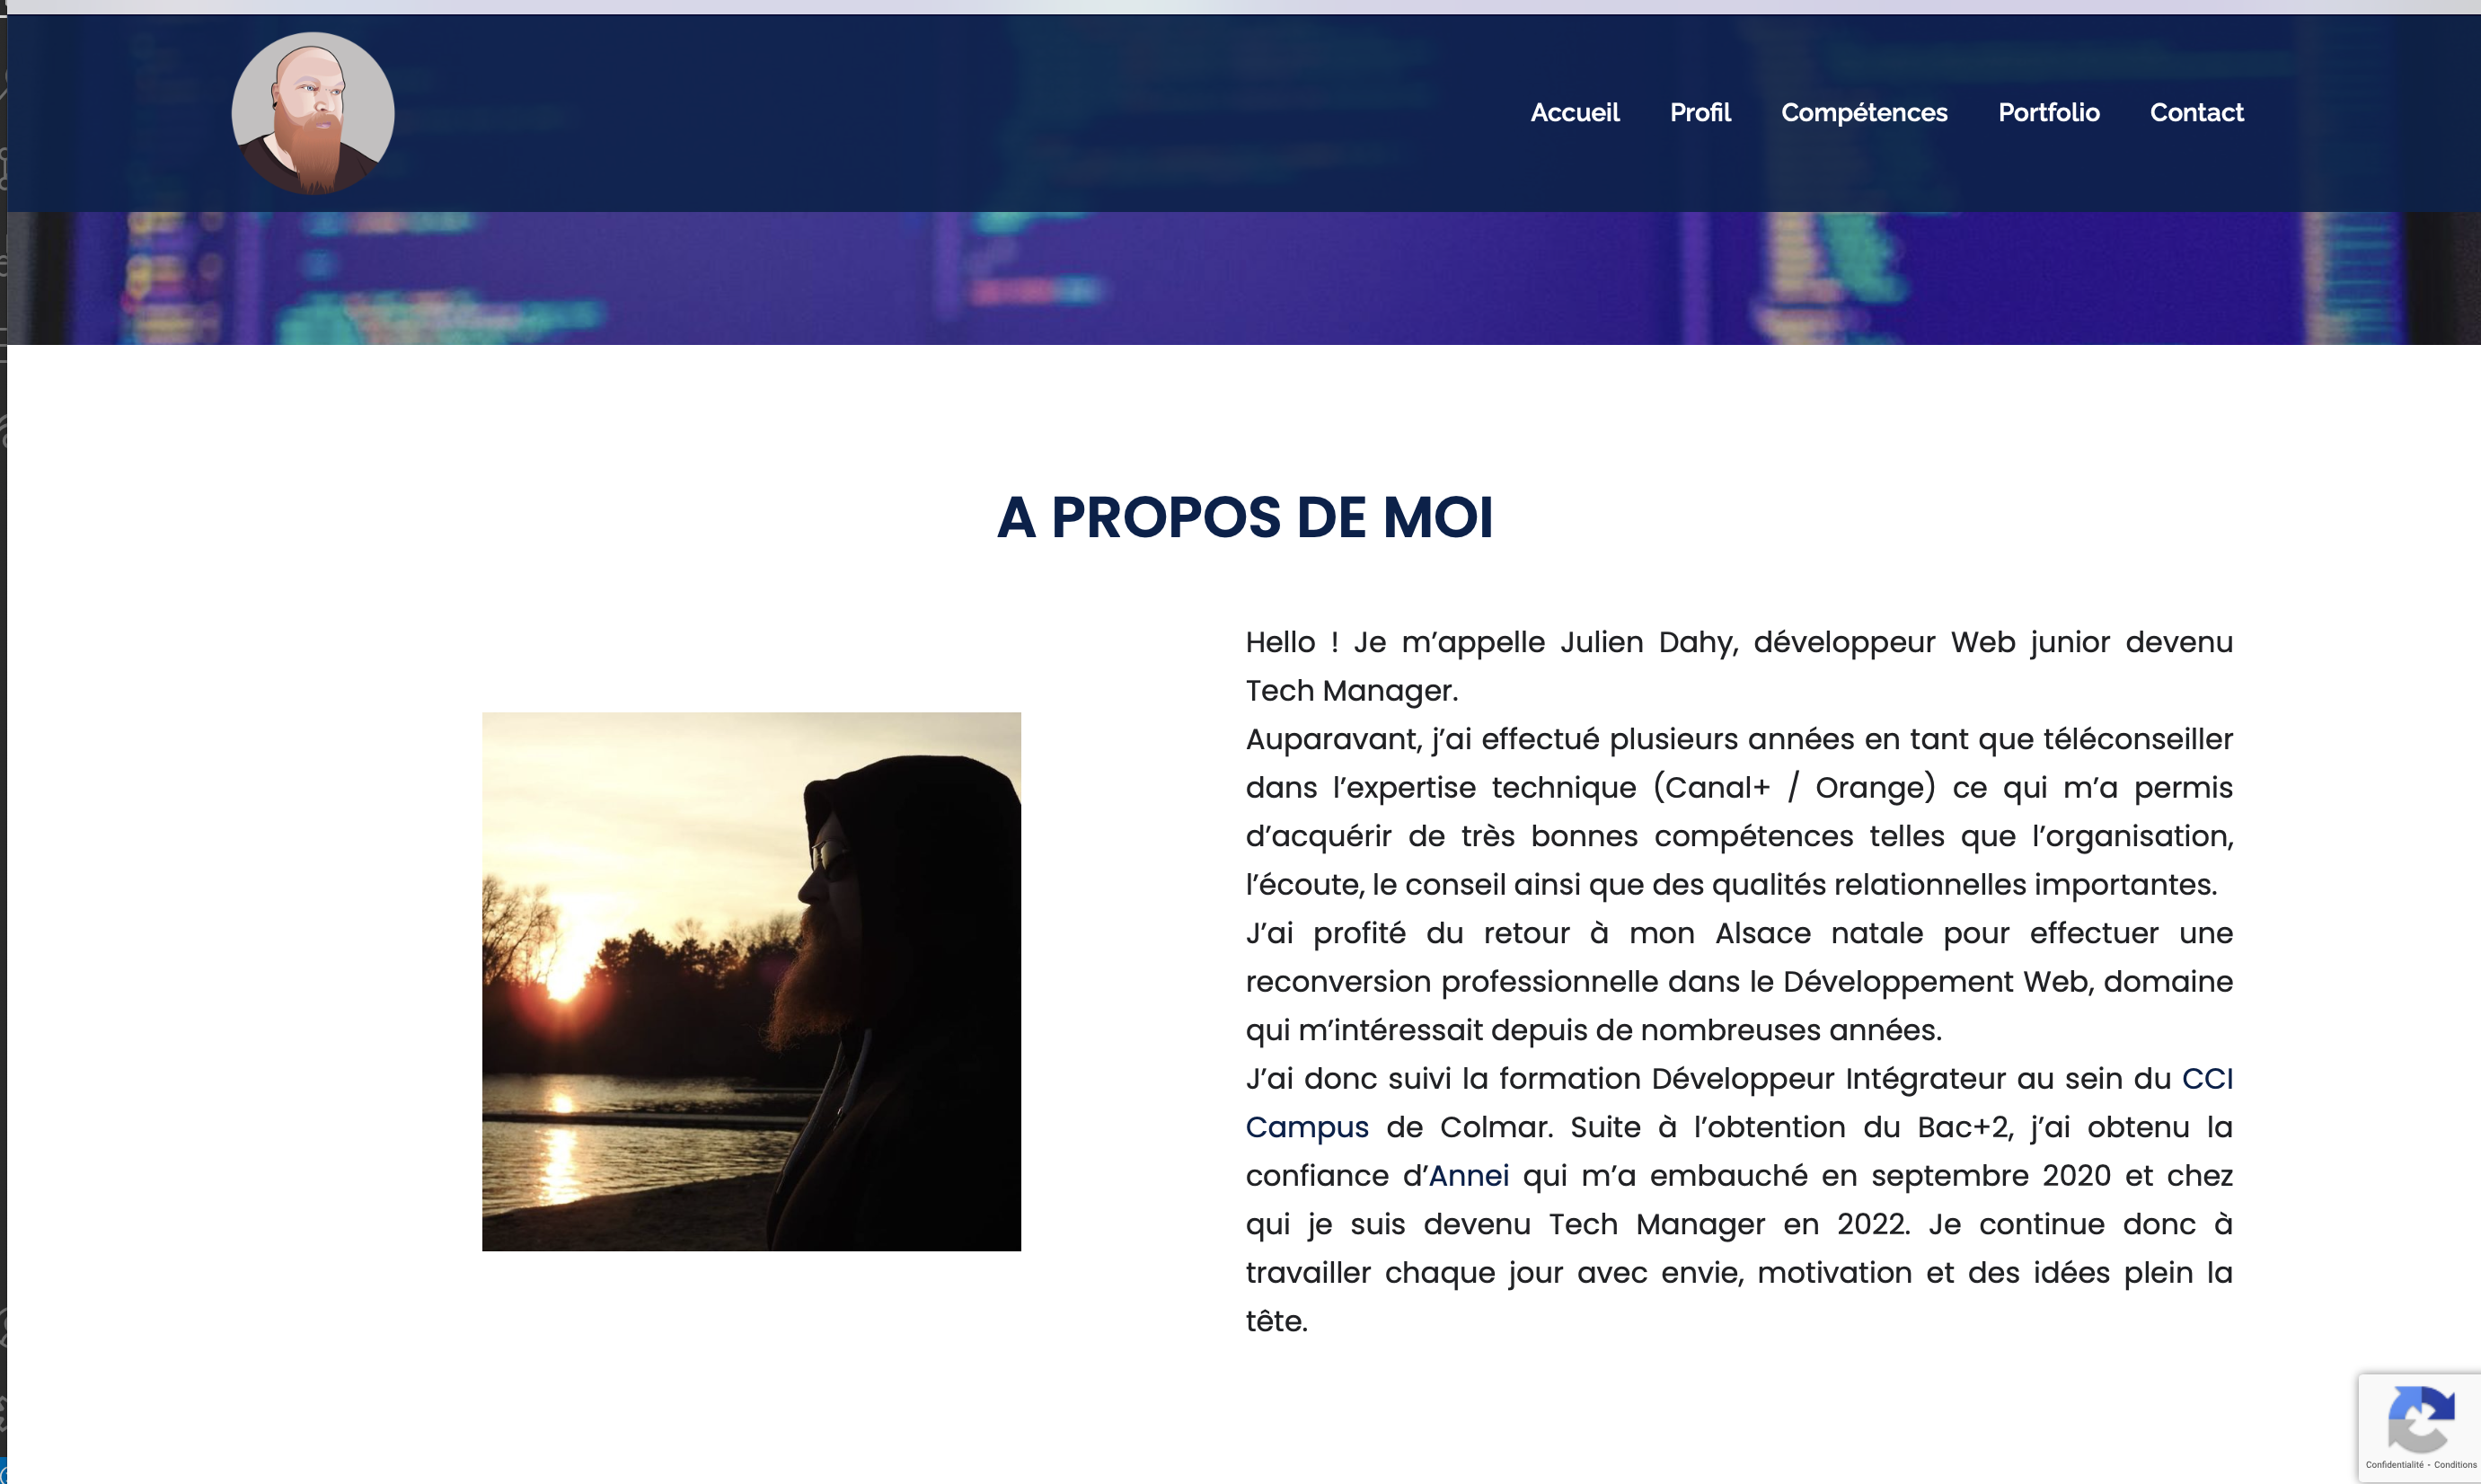 Accueil Profil Compétences Portfolio Contact
A PROPOS DE MOI
Hello ! Je m’appelle Julien Dahy, développeur Web junior devenu
Tech Manager.
Auparavant, j’ai effectué plusieurs années en tant que téléconseiller
dans l’expertise technique (Canal+ / Orange) ce qui m’a permis
d’acquérir de très bonnes compétences telles que l’organisation,
l’écoute, le conseil ainsi que des qualités relationnelles importantes.
J’ai profité du retour à mon Alsace natale pour effectuer une
reconversion professionnelle dans le Développement Web, domaine
qui m’intéressait depuis de nombreuses années.
J’ai donc suivi la formation Développeur Intégrateur au sein du CCI
Campus de Colmar. Suite à l’obtention du Bac+2, j’ai obtenu la
confiance d’Annei qui m’a embauché en septembre 2020 et chez
qui je suis devenu Tech Manager en 2022. Je continue donc à
travailler chaque jour avec envie, motivation et des idées plein la
tête.
Confidentialité - Conditions